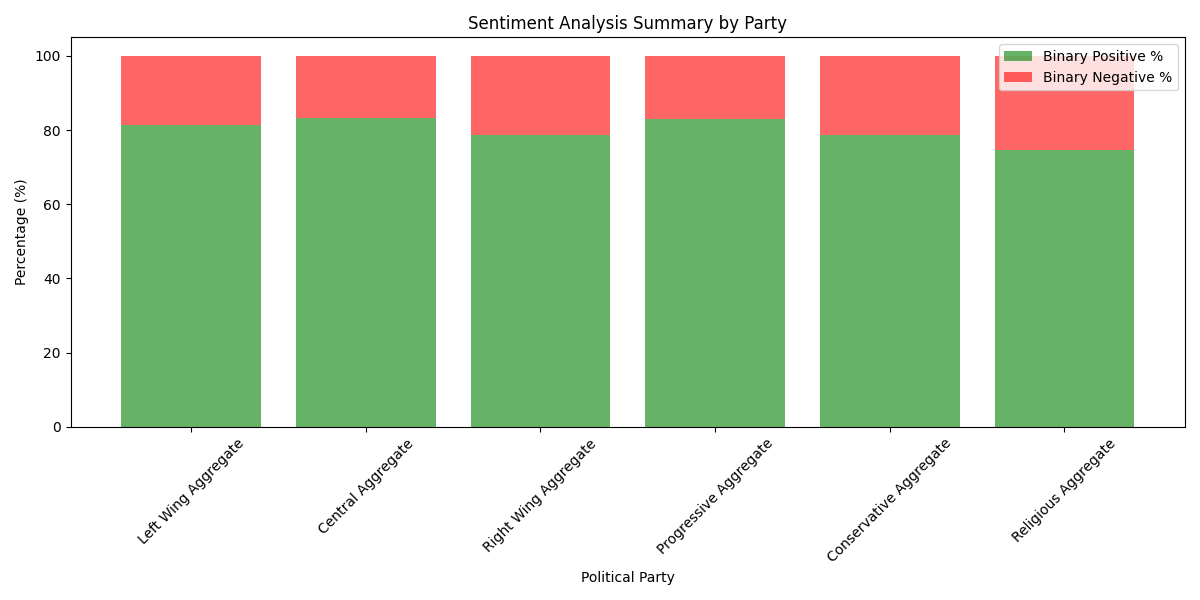 Sentiment Analysis Summary by Party
Binary Positive %
Binary Negative %
Percentage (%)
100
80
60
40
20
0
Left Wing Aggregate
Central Aggregate
Right Wing Aggregate
Progressive Aggregate
Conservative Aggregate
Religious Aggregate
Political Party